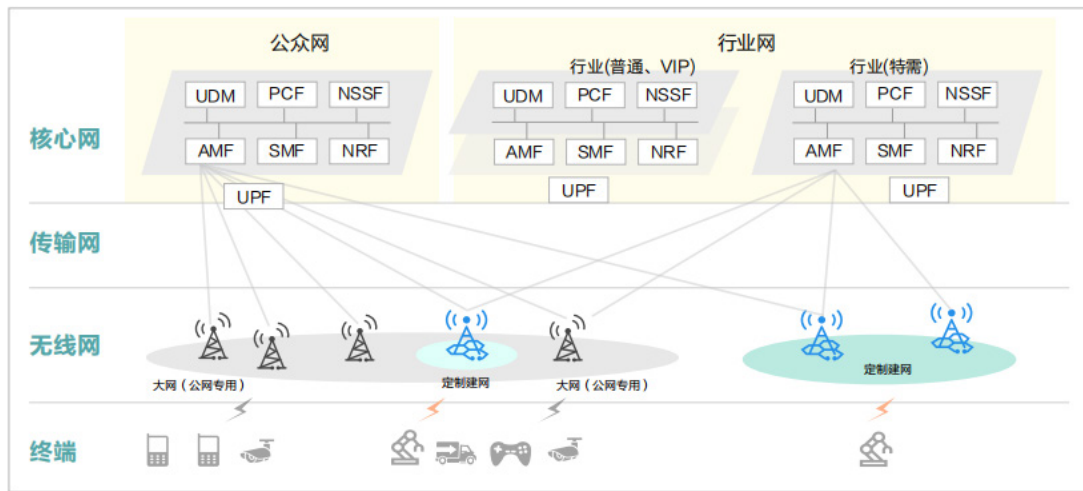 公众网
行业网
行业(普通、VIP)
行业(特需)
UDM
PCF
NSSF
UDM
PCF
NSSF
UDM
PCF
NSSF
核心网
AMF
SMF
NRF
AMF
SMF
NRF
AMF
SMF
NRF
UPF
UPF
UPF
传输网
无线网
大网（公网专用）
定制建网
大网（公网专用）
定制建网
终端